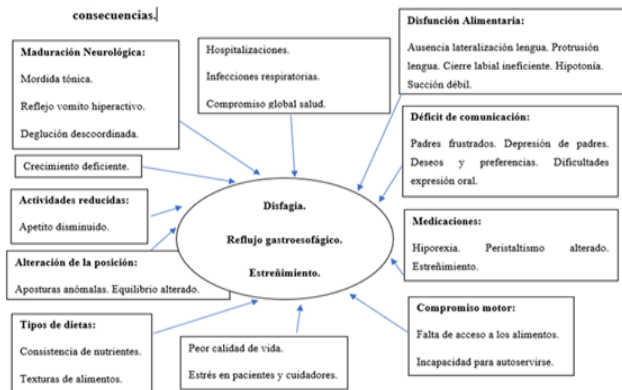 consecuencias.
Maduración Neurológica:
Mordida tónica.
Reflejo vomito hiperactivo.
Deglución descoordinada.
Hospitalizaciones.
Infecciones respiratorias.
Compromiso global salud.
Disfunción Alimentaria:
Ausencia lateralización lengua. Protrusión
lengua. Cierre labial ineficiente. Hipotonía.
Succión débil.
Crecimiento deficiente.
Déficit de comunicación:
Padres frustrados. Depresión de padres.
Deseos y preferencias. Dificultades
expresión oral.
Actividades reducidas:
Apetito disminuido.
Disfagia.
Reflujo gastroesofágico.
Estreñimiento.
Medicaciones:
Hiporexia. Peristaltismo alterado.
Estreñimiento.
Alteración de la posición:
Aposturas anómalas. Equilibrio alterado.
Tipos de dietas:
Consistencia de nutrientes.
Texturas de alimentos.
Peor calidad de vida.
Estrés en pacientes y cuidadores.
Compromiso motor:
Falta de acceso a los alimentos.
Incapacidad para autoservirse.